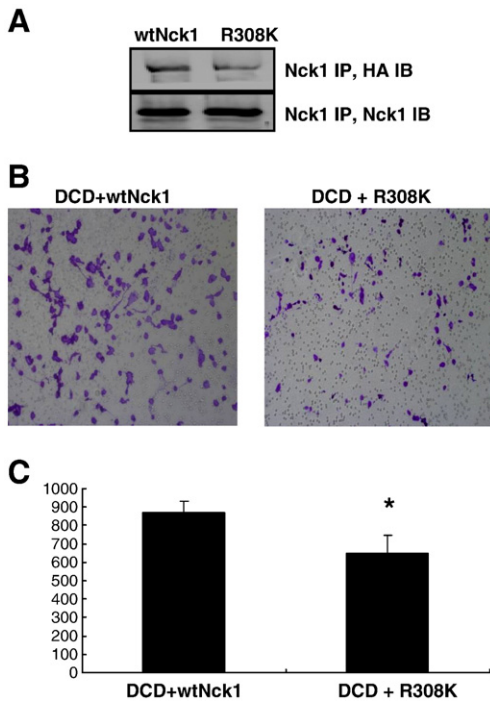 A
wtNck1 R308K
Nck1 IP, HA IB
Nck1 IP, Nck1 IB
B
DCD+wtNck1 DCD + R308K
C
1000
900
800
700
600
500
400
300
200
100
0
*
DCD+wtNck1 DCD + R308K